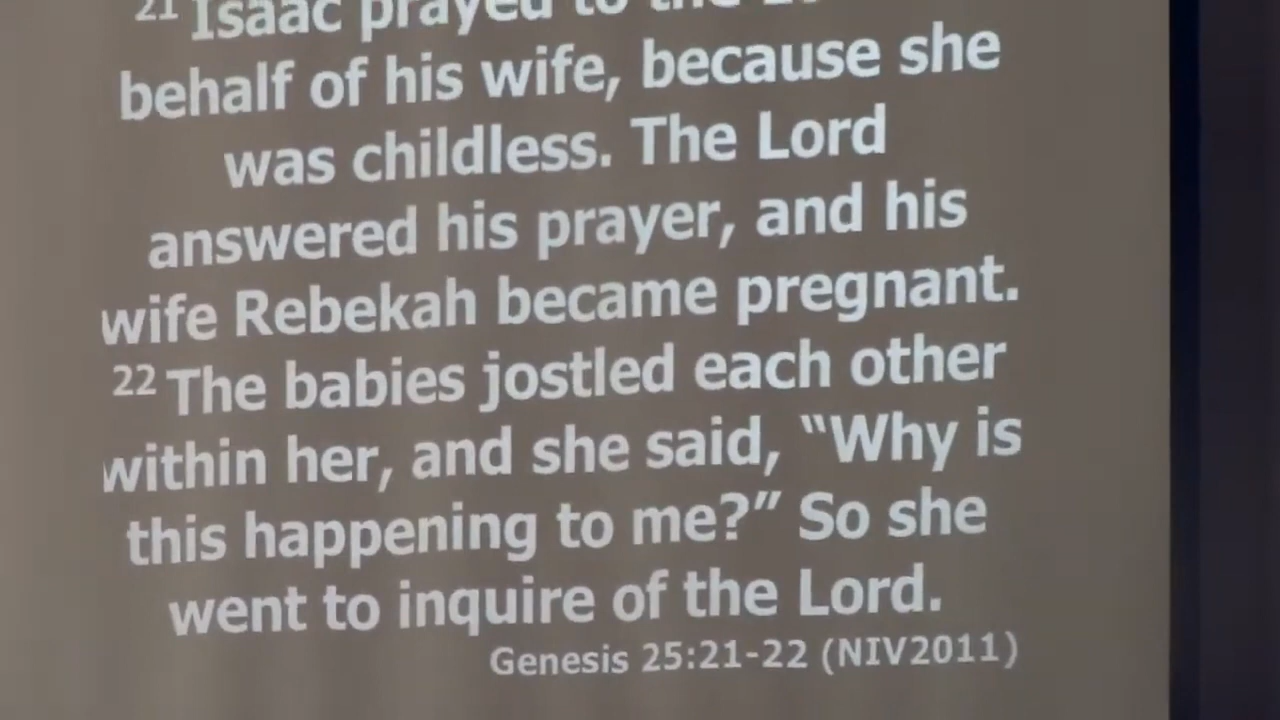 21 Isaac prayed to the
behalf of his wife, because she
was childless. The Lord
answered his prayer, and his
wife Rebekah became pregnant.
22 The babies jostled each other
within her, and she said, “Why is
this happening to me?” So she
went to inquire of the Lord.
Genesis 25:21-22 (NIV2011)